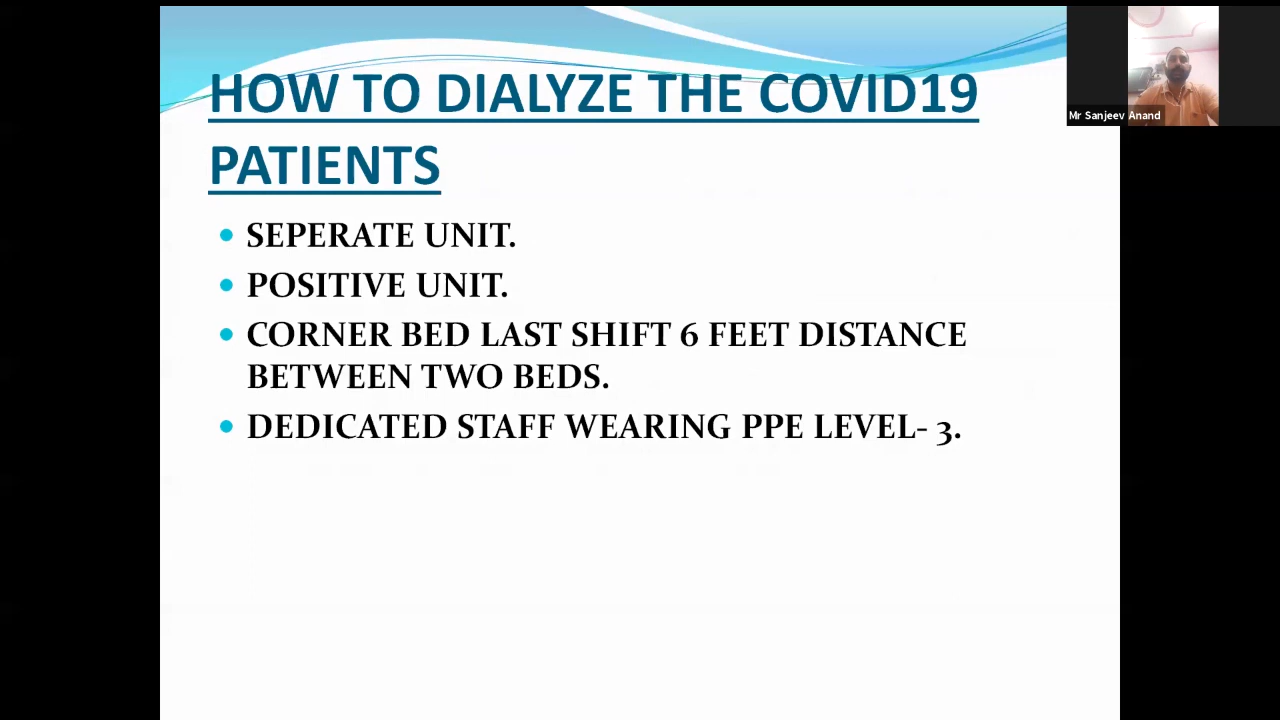 HOW TO DIALYZE THE COVID19
PATIENTS
• SEPERATE UNIT.
• POSITIVE UNIT.
• CORNER BED LAST SHIFT 6 FEET DISTANCE
BETWEEN TWO BEDS.
• DEDICATED STAFF WEARING PPE LEVEL- 3.
Mr Sanjeev Anand